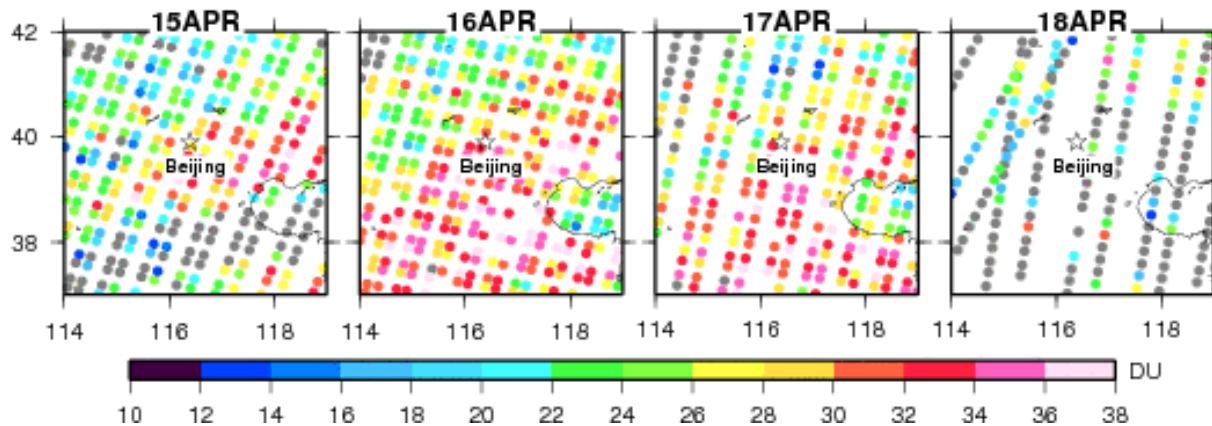 15APR 16APR 17APR 18APR
42
40
38
Beijing Beijing Beijing Beijing
114 116 118 114 116 118 114 116 118 114 116 118
DU
10 12 14 16 18 20 22 24 26 28 30 32 34 36 38